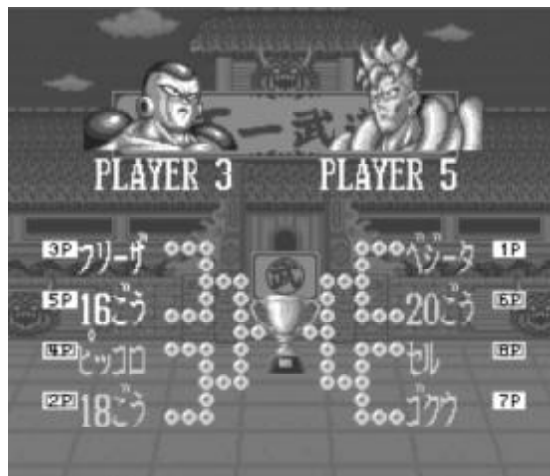 一武道
PLAYER 3 PLAYER 5
3P フリーザ ベジータ 1P
武
5P 16ごう 20ごう 6P
4P ピッコロ セル 8P
2P 18ごう ゴクウ 7P